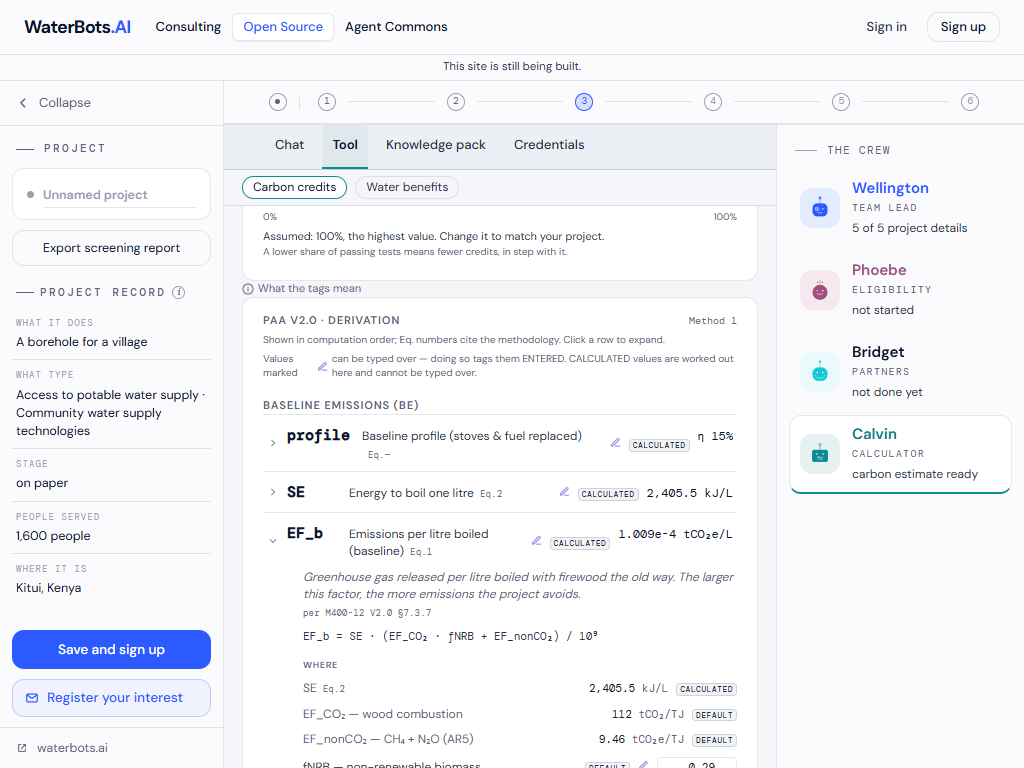 WaterBots.AI
Consulting
Open Source
Agent Commons
Sign in
Sign up
This site is still being built.
Collapse
1
2
3
4
5
6
PROJECT
Unnamed project
Export screening report
PROJECT RECORD i
WHAT IT DOES
A borehole for a village
WHAT TYPE
Access to potable water supply ·
Community water supply
technologies
STAGE
on paper
PEOPLE SERVED
1,600 people
WHERE IT IS
Kitui, Kenya
Save and sign up
Register your interest
waterbots.ai
Chat
Tool
Knowledge pack
Credentials
Carbon credits
Water benefits
0%
100%
Assumed: 100%, the highest value. Change it to match your project.
A lower share of passing tests means fewer credits, in step with it.
What the tags mean
PAA V2.0 · DERIVATION
Method 1
Shown in computation order; Eq. numbers cite the methodology. Click a row to expand.
Values marked can be typed over — doing so tags them ENTERED. CALCULATED values are worked out
here and cannot be typed over.
BASELINE EMISSIONS (BE)
profile Baseline profile (stoves & fuel replaced) CALCULATED η 15%
Eq.—
SE Energy to boil one litre Eq.2 CALCULATED 2,405.5 kJ/L
EF_b Emissions per litre boiled CALCULATED 1.009e-4 tCO₂e/L
(baseline) Eq.1
Greenhouse gas released per litre boiled with firewood the old way. The larger
this factor, the more emissions the project avoids.
per M400-12 V2.0 §7.3.7
EF_b = SE · (EF_CO₂ · ƒNRB + EF_nonCO₂) / 10⁹
WHERE
SE Eq.2 2,405.5 kJ/L CALCULATED
EF_CO₂ — wood combustion 112 tCO₂/TJ DEFAULT
EF_nonCO₂ — CH₄ + N₂O (AR5) 9.46 tCO₂e/TJ DEFAULT
fNRB — non-renewable biomass DEFAULT 0.29
THE CREW
Wellington
TEAM LEAD
5 of 5 project details
Phoebe
ELIGIBILITY
not started
Bridget
PARTNERS
not done yet
Calvin
CALCULATOR
carbon estimate ready